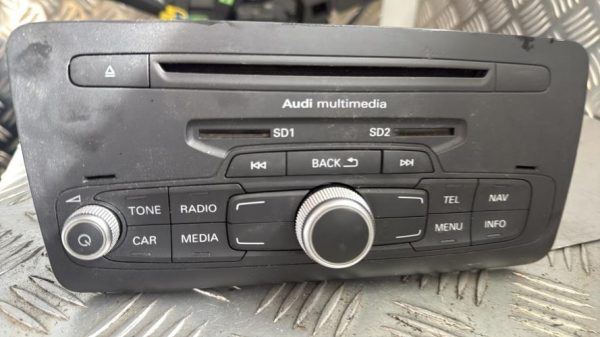 Audi multimedia
SD1 SD2
BACK
TONE RADIO TEL NAV
CAR MEDIA MENU INFO